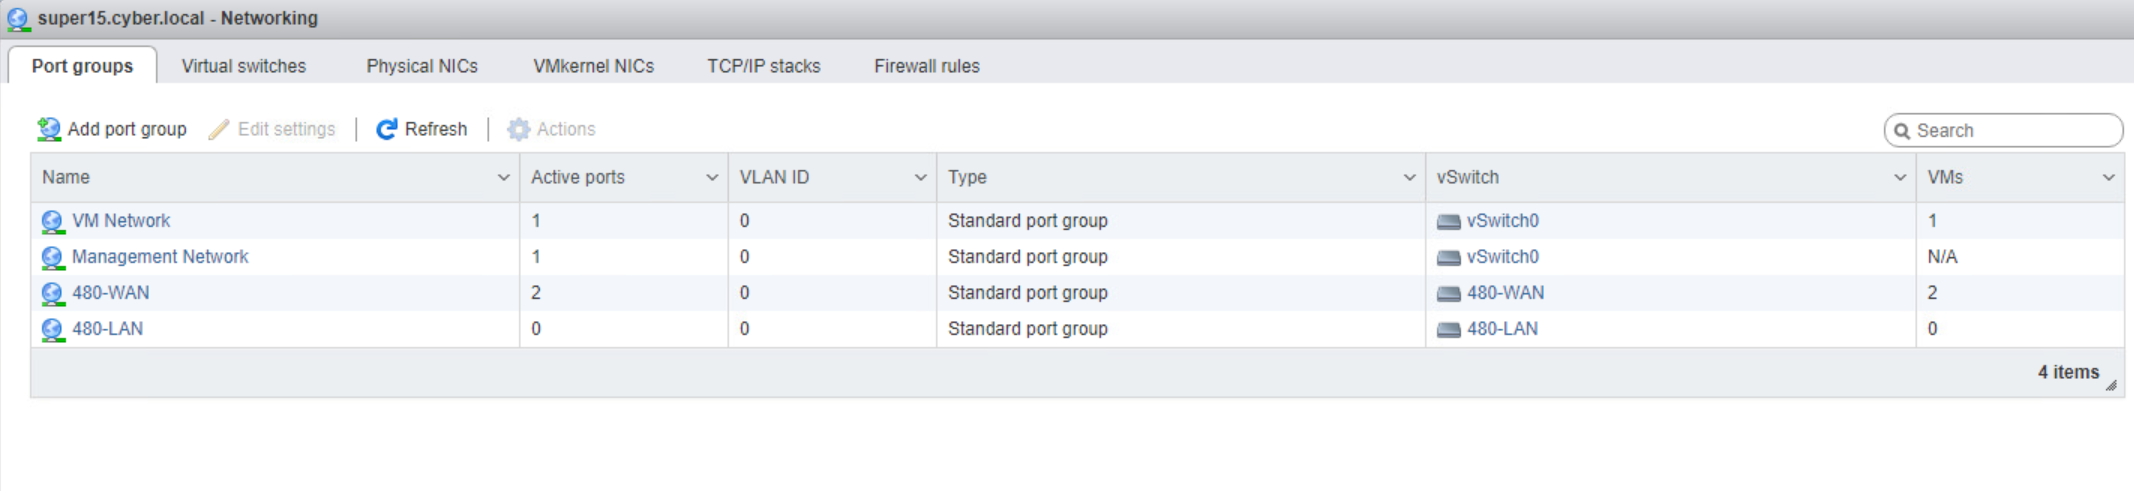 super15.cyber.local - Networking
Port groups Virtual switches Physical NICs VMkernel NICs TCP/IP stacks Firewall rules
Add port group Edit settings Refresh Actions Search
Name Active ports VLAN ID Type vSwitch VMs
VM Network 1 0 Standard port group vSwitch0 1
Management Network 1 0 Standard port group vSwitch0 N/A
480-WAN 2 0 Standard port group 480-WAN 2
480-LAN 0 0 Standard port group 480-LAN 0
4 items